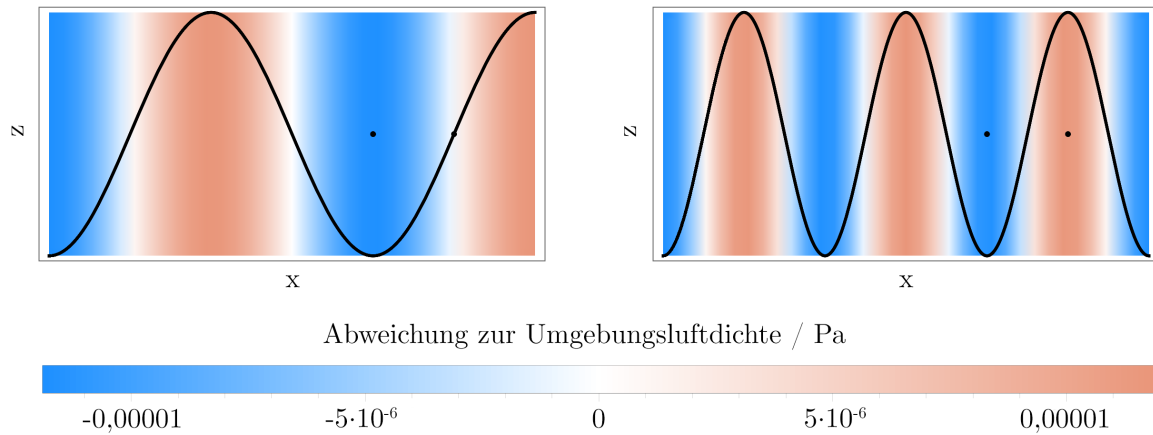 z
z
x
x
Abweichung zur Umgebungsluftdichte / Pa
-0,00001 -5·10⁻⁶ 0 5·10⁻⁶ 0,00001